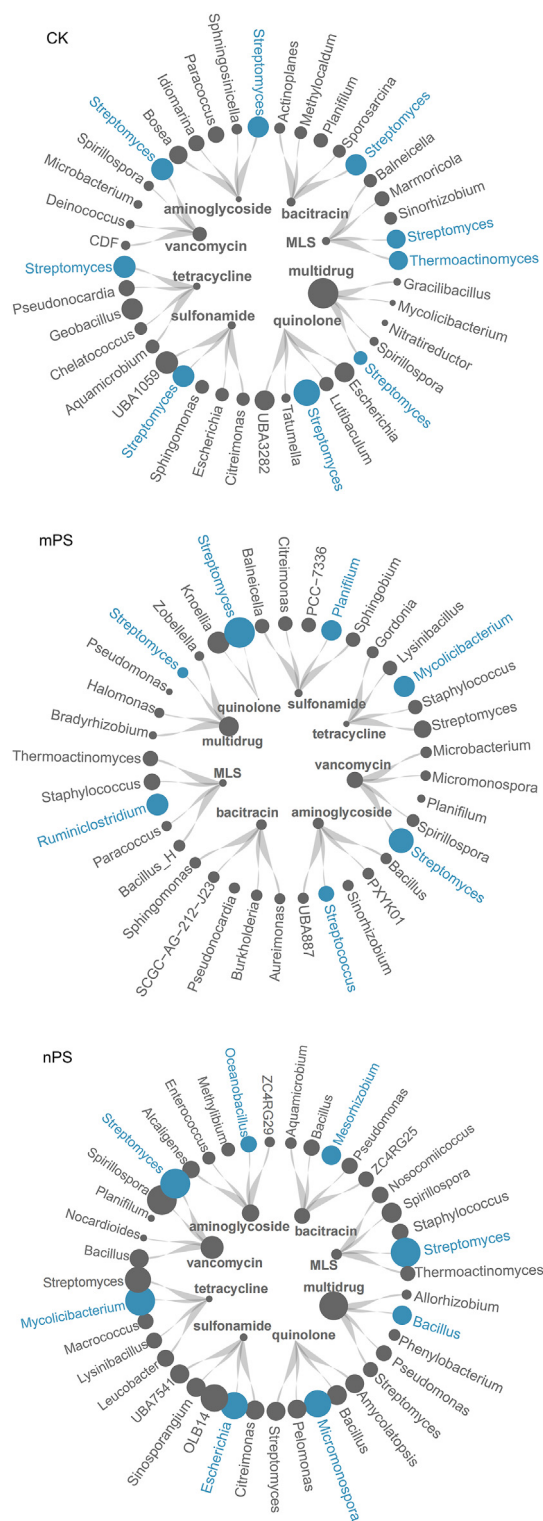 CK
Streptomyces
Actinoplanes
Methylocaldum
Planifilum
Sporosarcina
Streptomyces
Balneicella
Marmoricola
Sinorhizobium
Streptomyces
Thermoactinomyces
Gracilibacillus
Mycolicibacterium
Nitratireductor
Spirillospora
Streptomyces
Escherichia
Lutibaculum
Streptomyces
Tatumella
UBA3282
Citreimonas
Escherichia
Sphingomonas
Streptomyces
UBA1059
Aquamicrobium
Chelatococcus
Geobacillus
Pseudonocardia
Streptomyces
CDF
Deinococcus
Microbacterium
Spirillospora
Streptomyces
Bosea
Idiomarina
Paracoccus
Sphningosinicella
aminoglycoside
bacitracin
vancomycin
MLS
tetracycline
multidrug
sulfonamide
quinolone
mPS
Streptomyces
Balneicella
Citreimonas
PCC-7336
Planifilum
Sphingobium
Gordonia
Lysinibacillus
Mycolicibacterium
Staphylococcus
Streptomyces
Microbacterium
Micromonospora
Planifilum
Spirillospora
Streptomyces
Bacillus
PXYK01
Sinorhizobium
Streptococcus
UBA887
Aureimonas
Burkholderia
Pseudonocardia
SCGC-AG-212-J23
Sphingomonas
Bacillus_H
Paracoccus
Ruminiclostridium
Staphylococcus
Thermoactinomyces
Bradyrhizobium
Halomonas
Pseudomonas
Streptomyces
Zobellella
Knoellia
quinolone
sulfonamide
multidrug
tetracycline
MLS
vancomycin
bacitracin
aminoglycoside
nPS
Oceanobacillus
ZC4RG29
Aquamicrobium
Bacillus
Mesorhizobium
Pseudomonas
ZC4RG25
Nosocomiicoccus
Spirillospora
Staphylococcus
Streptomyces
Thermoactinomyces
Allorhizobium
Bacillus
Phenylobacterium
Pseudomonas
Streptomyces
Amycolatopsis
Bacillus
Micromonospora
Pelomonas
Streptomyces
Citreimonas
Escherichia
OLB14
Sinosporangium
UBA7541
Leucobacter
Lysinibacillus
Macrococcus
Mycolicibacterium
Streptomyces
Bacillus
Nocardioides
Planifilum
Spirillospora
Streptomyces
Alcaligenes
Enterococcus
Methylibium
aminoglycoside
bacitracin
vancomycin
MLS
tetracycline
multidrug
sulfonamide
quinolone